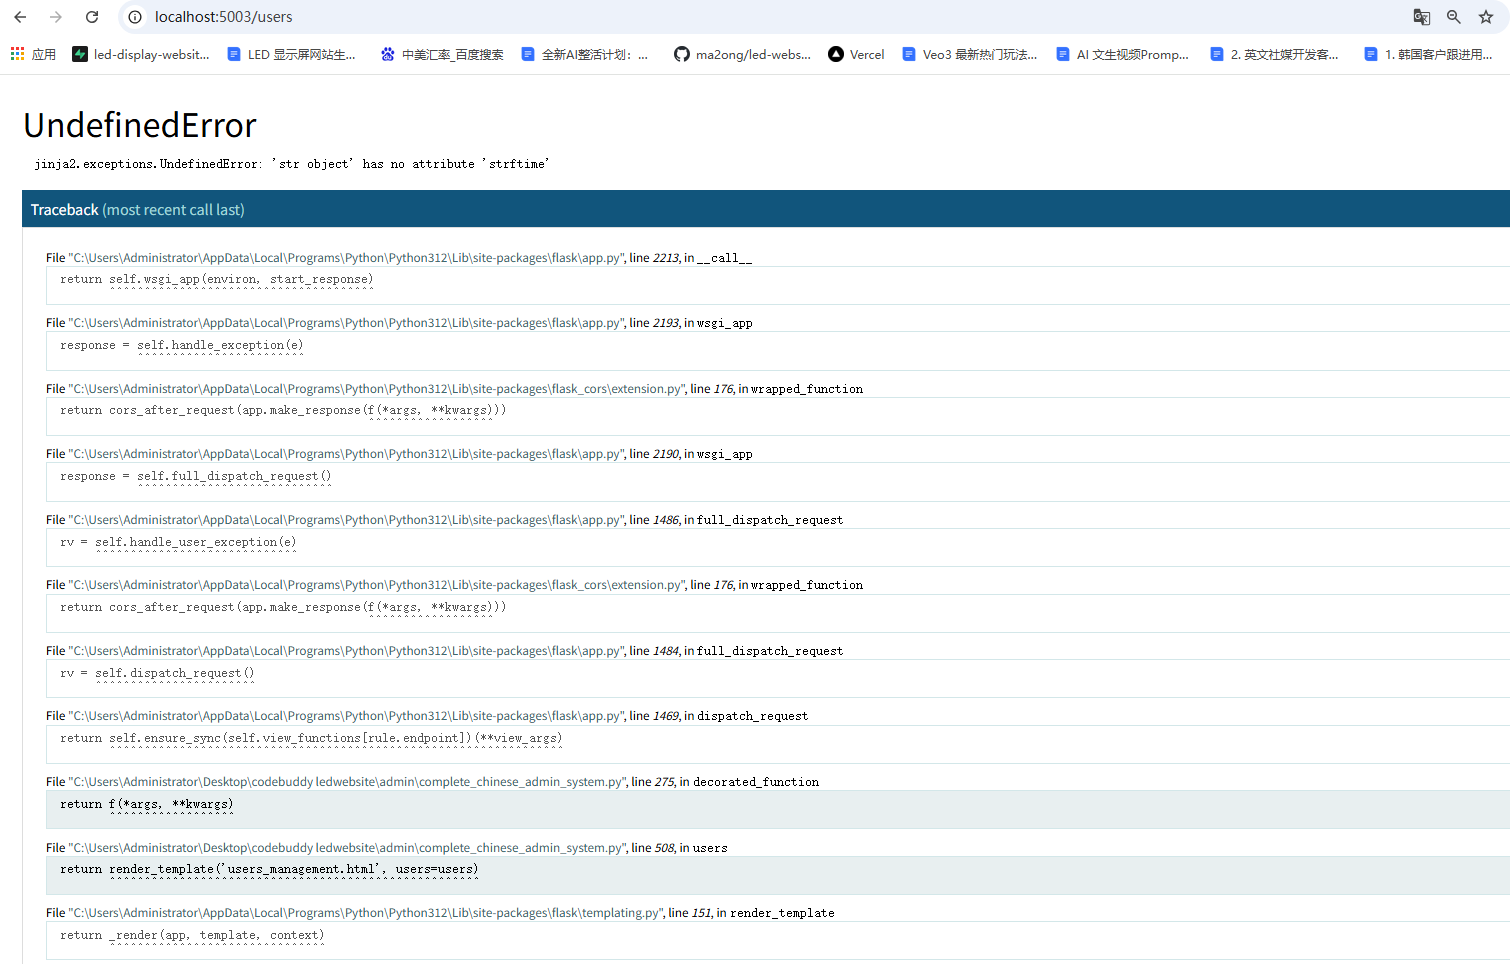 localhost:5003/users
应用 led-display-websit... LED 显示屏网站生... 中美汇率_百度搜索 全新AI整活计划：... ma2ong/led-webs... Vercel Veo3 最新热门玩法... AI 文生视频Promp... 2. 英文社媒开发客... 1. 韩国客户跟进用...
UndefinedError
jinja2.exceptions.UndefinedError: 'str object' has no attribute 'strftime'
Traceback (most recent call last)
File "C:\Users\Administrator\AppData\Local\Programs\Python\Python312\Lib\site-packages\flask\app.py", line 2213, in __call__
return self.wsgi_app(environ, start_response)
File "C:\Users\Administrator\AppData\Local\Programs\Python\Python312\Lib\site-packages\flask\app.py", line 2193, in wsgi_app
response = self.handle_exception(e)
File "C:\Users\Administrator\AppData\Local\Programs\Python\Python312\Lib\site-packages\flask_cors\extension.py", line 176, in wrapped_function
return cors_after_request(app.make_response(f(*args, **kwargs)))
File "C:\Users\Administrator\AppData\Local\Programs\Python\Python312\Lib\site-packages\flask\app.py", line 2190, in wsgi_app
response = self.full_dispatch_request()
File "C:\Users\Administrator\AppData\Local\Programs\Python\Python312\Lib\site-packages\flask\app.py", line 1486, in full_dispatch_request
rv = self.handle_user_exception(e)
File "C:\Users\Administrator\AppData\Local\Programs\Python\Python312\Lib\site-packages\flask_cors\extension.py", line 176, in wrapped_function
return cors_after_request(app.make_response(f(*args, **kwargs)))
File "C:\Users\Administrator\AppData\Local\Programs\Python\Python312\Lib\site-packages\flask\app.py", line 1484, in full_dispatch_request
rv = self.dispatch_request()
File "C:\Users\Administrator\AppData\Local\Programs\Python\Python312\Lib\site-packages\flask\app.py", line 1469, in dispatch_request
return self.ensure_sync(self.view_functions[rule.endpoint])(**view_args)
File "C:\Users\Administrator\Desktop\codebuddy ledwebsite\admin\complete_chinese_admin_system.py", line 275, in decorated_function
return f(*args, **kwargs)
File "C:\Users\Administrator\Desktop\codebuddy ledwebsite\admin\complete_chinese_admin_system.py", line 508, in users
return render_template('users_management.html', users=users)
File "C:\Users\Administrator\AppData\Local\Programs\Python\Python312\Lib\site-packages\flask\templating.py", line 151, in render_template
return _render(app, template, context)